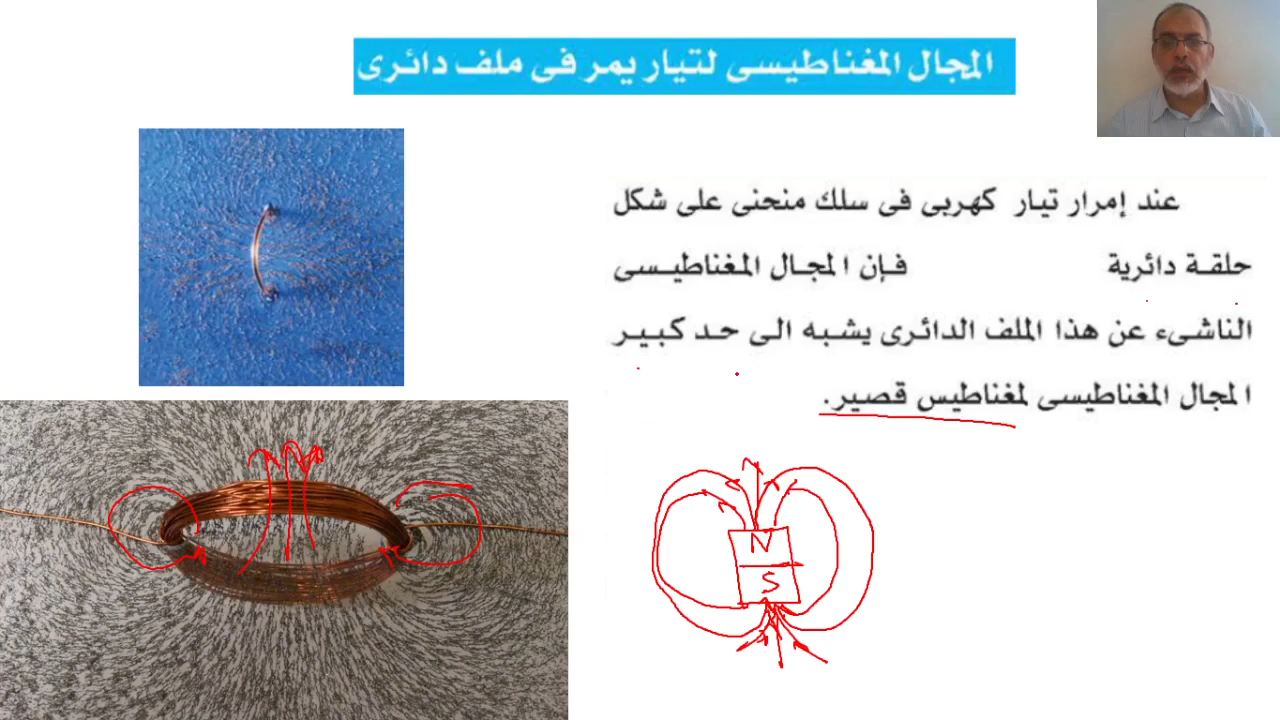 المجال المغناطيسى لتيار يمر فى ملف دائرى
عند إمرار تيار كهربى فى سلك منحنى على شكل
حلقة دائرية فإن المجال المغناطيسى
الناشىء عن هذا الملف الدائرى يشبه الى حد كبير
المجال المغناطيسى لمغناطيس قصير.
N
S